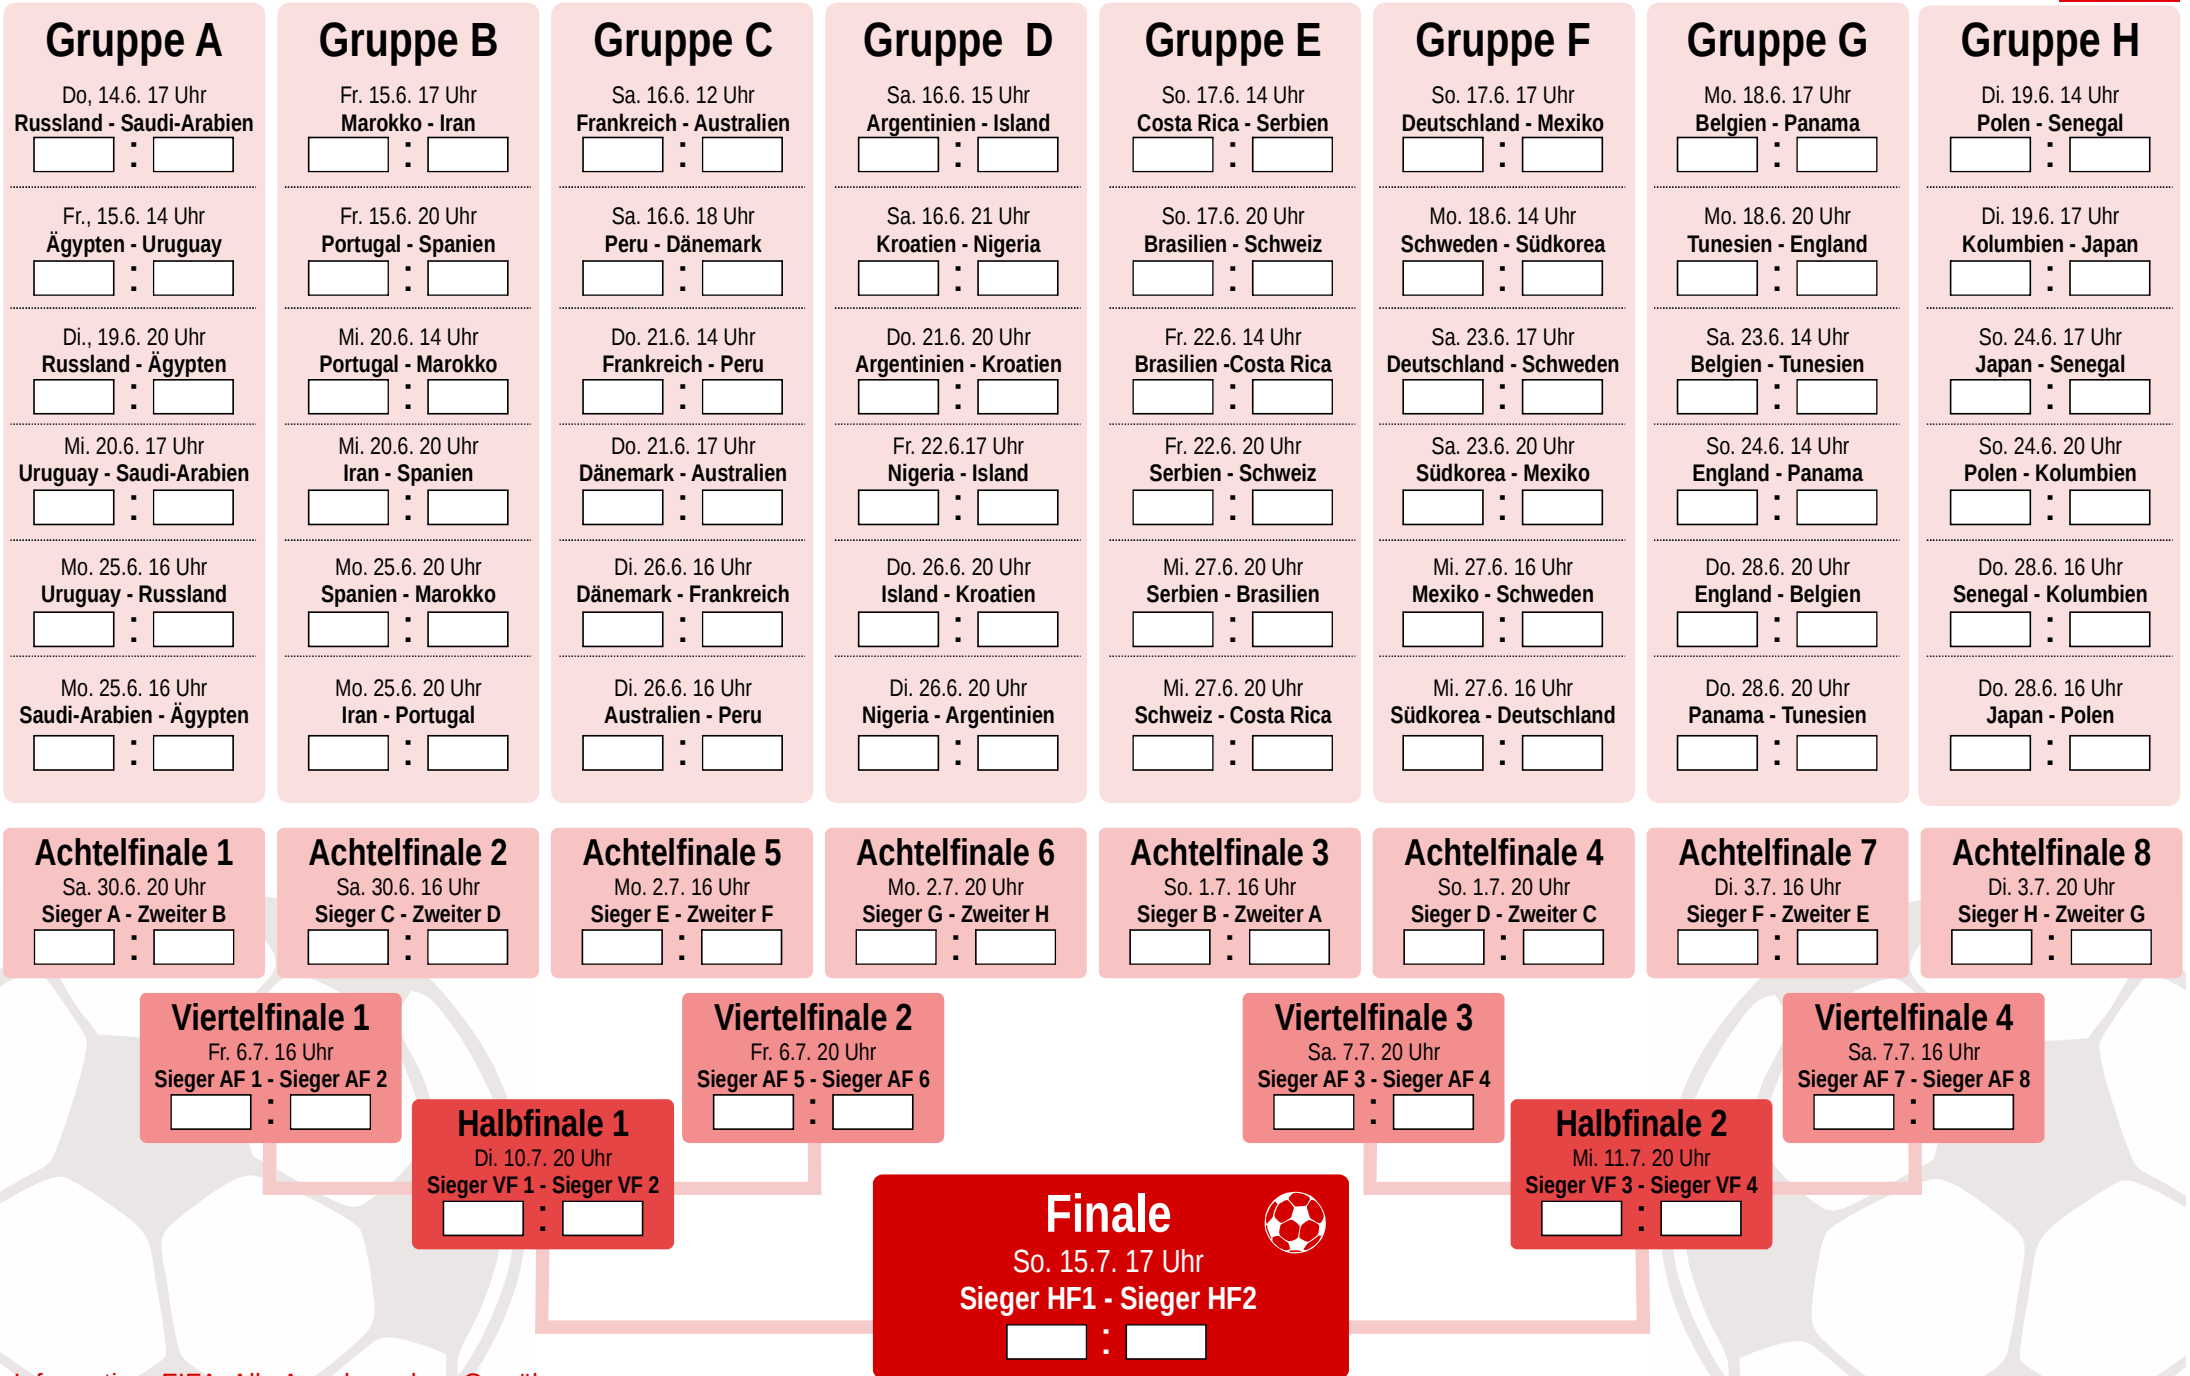 Gruppe A
Do, 14.6. 17 Uhr
Russland - Saudi-Arabien
:
Fr., 15.6. 14 Uhr
Ägypten - Uruguay
:
Di., 19.6. 20 Uhr
Russland - Ägypten
:
Mi. 20.6. 17 Uhr
Uruguay - Saudi-Arabien
:
Mo. 25.6. 16 Uhr
Uruguay - Russland
:
Mo. 25.6. 16 Uhr
Saudi-Arabien - Ägypten
:
Gruppe B
Fr. 15.6. 17 Uhr
Marokko - Iran
:
Fr. 15.6. 20 Uhr
Portugal - Spanien
:
Mi. 20.6. 14 Uhr
Portugal - Marokko
:
Mi. 20.6. 20 Uhr
Iran - Spanien
:
Mo. 25.6. 20 Uhr
Spanien - Marokko
:
Mo. 25.6. 20 Uhr
Iran - Portugal
:
Gruppe C
Sa. 16.6. 12 Uhr
Frankreich - Australien
:
Sa. 16.6. 18 Uhr
Peru - Dänemark
:
Do. 21.6. 14 Uhr
Frankreich - Peru
:
Do. 21.6. 17 Uhr
Dänemark - Australien
:
Di. 26.6. 16 Uhr
Dänemark - Frankreich
:
Di. 26.6. 16 Uhr
Australien - Peru
:
Gruppe D
Sa. 16.6. 15 Uhr
Argentinien - Island
:
Sa. 16.6. 21 Uhr
Kroatien - Nigeria
:
Do. 21.6. 20 Uhr
Argentinien - Kroatien
:
Fr. 22.6.17 Uhr
Nigeria - Island
:
Do. 26.6. 20 Uhr
Island - Kroatien
:
Di. 26.6. 20 Uhr
Nigeria - Argentinien
:
Gruppe E
So. 17.6. 14 Uhr
Costa Rica - Serbien
:
So. 17.6. 20 Uhr
Brasilien - Schweiz
:
Fr. 22.6. 14 Uhr
Brasilien -Costa Rica
:
Fr. 22.6. 20 Uhr
Serbien - Schweiz
:
Mi. 27.6. 20 Uhr
Serbien - Brasilien
:
Mi. 27.6. 20 Uhr
Schweiz - Costa Rica
:
Gruppe F
So. 17.6. 17 Uhr
Deutschland - Mexiko
:
Mo. 18.6. 14 Uhr
Schweden - Südkorea
:
Sa. 23.6. 17 Uhr
Deutschland - Schweden
:
Sa. 23.6. 20 Uhr
Südkorea - Mexiko
:
Mi. 27.6. 16 Uhr
Mexiko - Schweden
:
Mi. 27.6. 16 Uhr
Südkorea - Deutschland
:
Gruppe G
Mo. 18.6. 17 Uhr
Belgien - Panama
:
Mo. 18.6. 20 Uhr
Tunesien - England
:
Sa. 23.6. 14 Uhr
Belgien - Tunesien
:
So. 24.6. 14 Uhr
England - Panama
:
Do. 28.6. 20 Uhr
England - Belgien
:
Do. 28.6. 20 Uhr
Panama - Tunesien
:
Gruppe H
Di. 19.6. 14 Uhr
Polen - Senegal
:
Di. 19.6. 17 Uhr
Kolumbien - Japan
:
So. 24.6. 17 Uhr
Japan - Senegal
:
So. 24.6. 20 Uhr
Polen - Kolumbien
:
Do. 28.6. 16 Uhr
Senegal - Kolumbien
:
Do. 28.6. 16 Uhr
Japan - Polen
:
Achtelfinale 1
Sa. 30.6. 20 Uhr
Sieger A - Zweiter B
:
Achtelfinale 2
Sa. 30.6. 16 Uhr
Sieger C - Zweiter D
:
Achtelfinale 5
Mo. 2.7. 16 Uhr
Sieger E - Zweiter F
:
Achtelfinale 6
Mo. 2.7. 20 Uhr
Sieger G - Zweiter H
:
Achtelfinale 3
So. 1.7. 16 Uhr
Sieger B - Zweiter A
:
Achtelfinale 4
So. 1.7. 20 Uhr
Sieger D - Zweiter C
:
Achtelfinale 7
Di. 3.7. 16 Uhr
Sieger F - Zweiter E
:
Achtelfinale 8
Di. 3.7. 20 Uhr
Sieger H - Zweiter G
:
Viertelfinale 1
Fr. 6.7. 16 Uhr
Sieger AF 1 - Sieger AF 2
:
Viertelfinale 2
Fr. 6.7. 20 Uhr
Sieger AF 5 - Sieger AF 6
:
Viertelfinale 3
Sa. 7.7. 20 Uhr
Sieger AF 3 - Sieger AF 4
:
Viertelfinale 4
Sa. 7.7. 16 Uhr
Sieger AF 7 - Sieger AF 8
:
Halbfinale 1
Di. 10.7. 20 Uhr
Sieger VF 1 - Sieger VF 2
:
Halbfinale 2
Mi. 11.7. 20 Uhr
Sieger VF 3 - Sieger VF 4
:
Finale
So. 15.7. 17 Uhr
Sieger HF1 - Sieger HF2
: